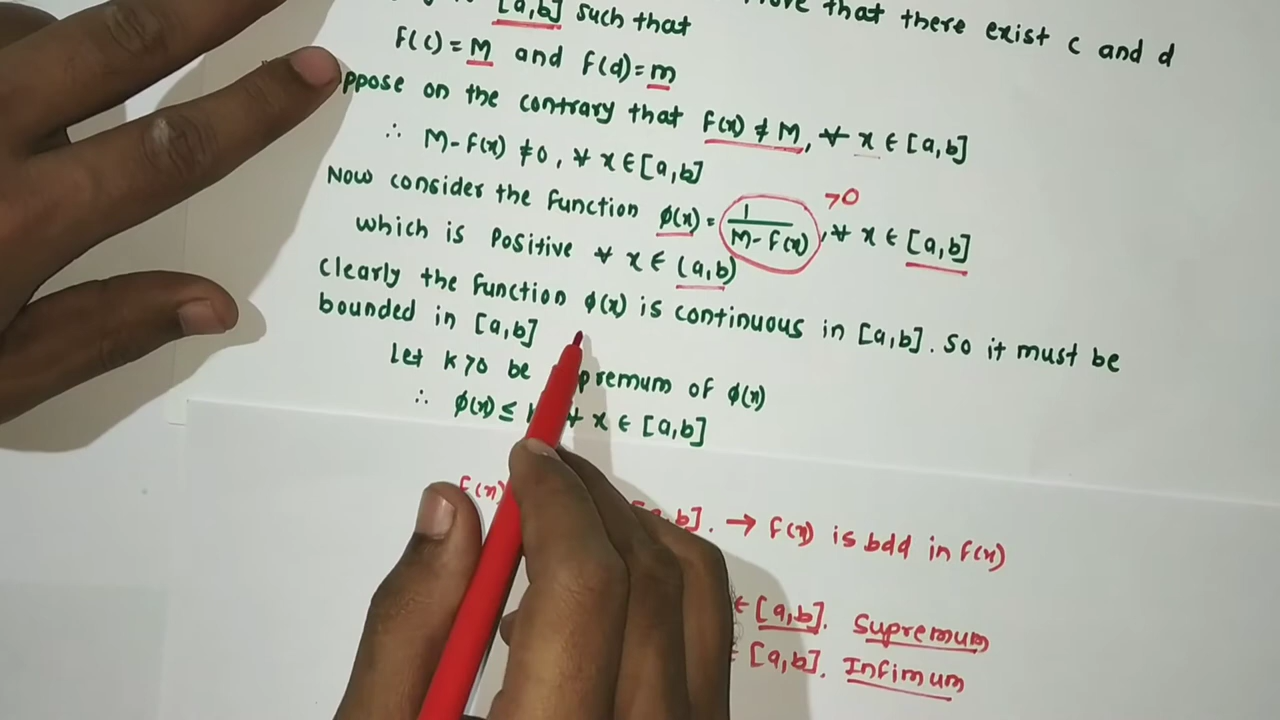 that there exist c and d
[a,b] such that
F(c)=M and F(d)=m
ppose on the contrary that F(x)≠M, ∀ x∈[a,b]
∴ M-F(x)≠0, ∀ x∈[a,b]
Now consider the function ϕ(x)=1/(M-F(x)), ∀ x∈[a,b]
>0
which is Positive ∀ x∈(a,b)
clearly the function ϕ(x) is continuous in [a,b]. So it must be
bounded in [a,b]
Let k>0 be premum of ϕ(x)
∴ ϕ(x)≤ ∀ x∈[a,b]
F(x) ,b]. → F(x) is bdd in F(x)
∈[a,b]. Supremum
[a,b]. Infimum